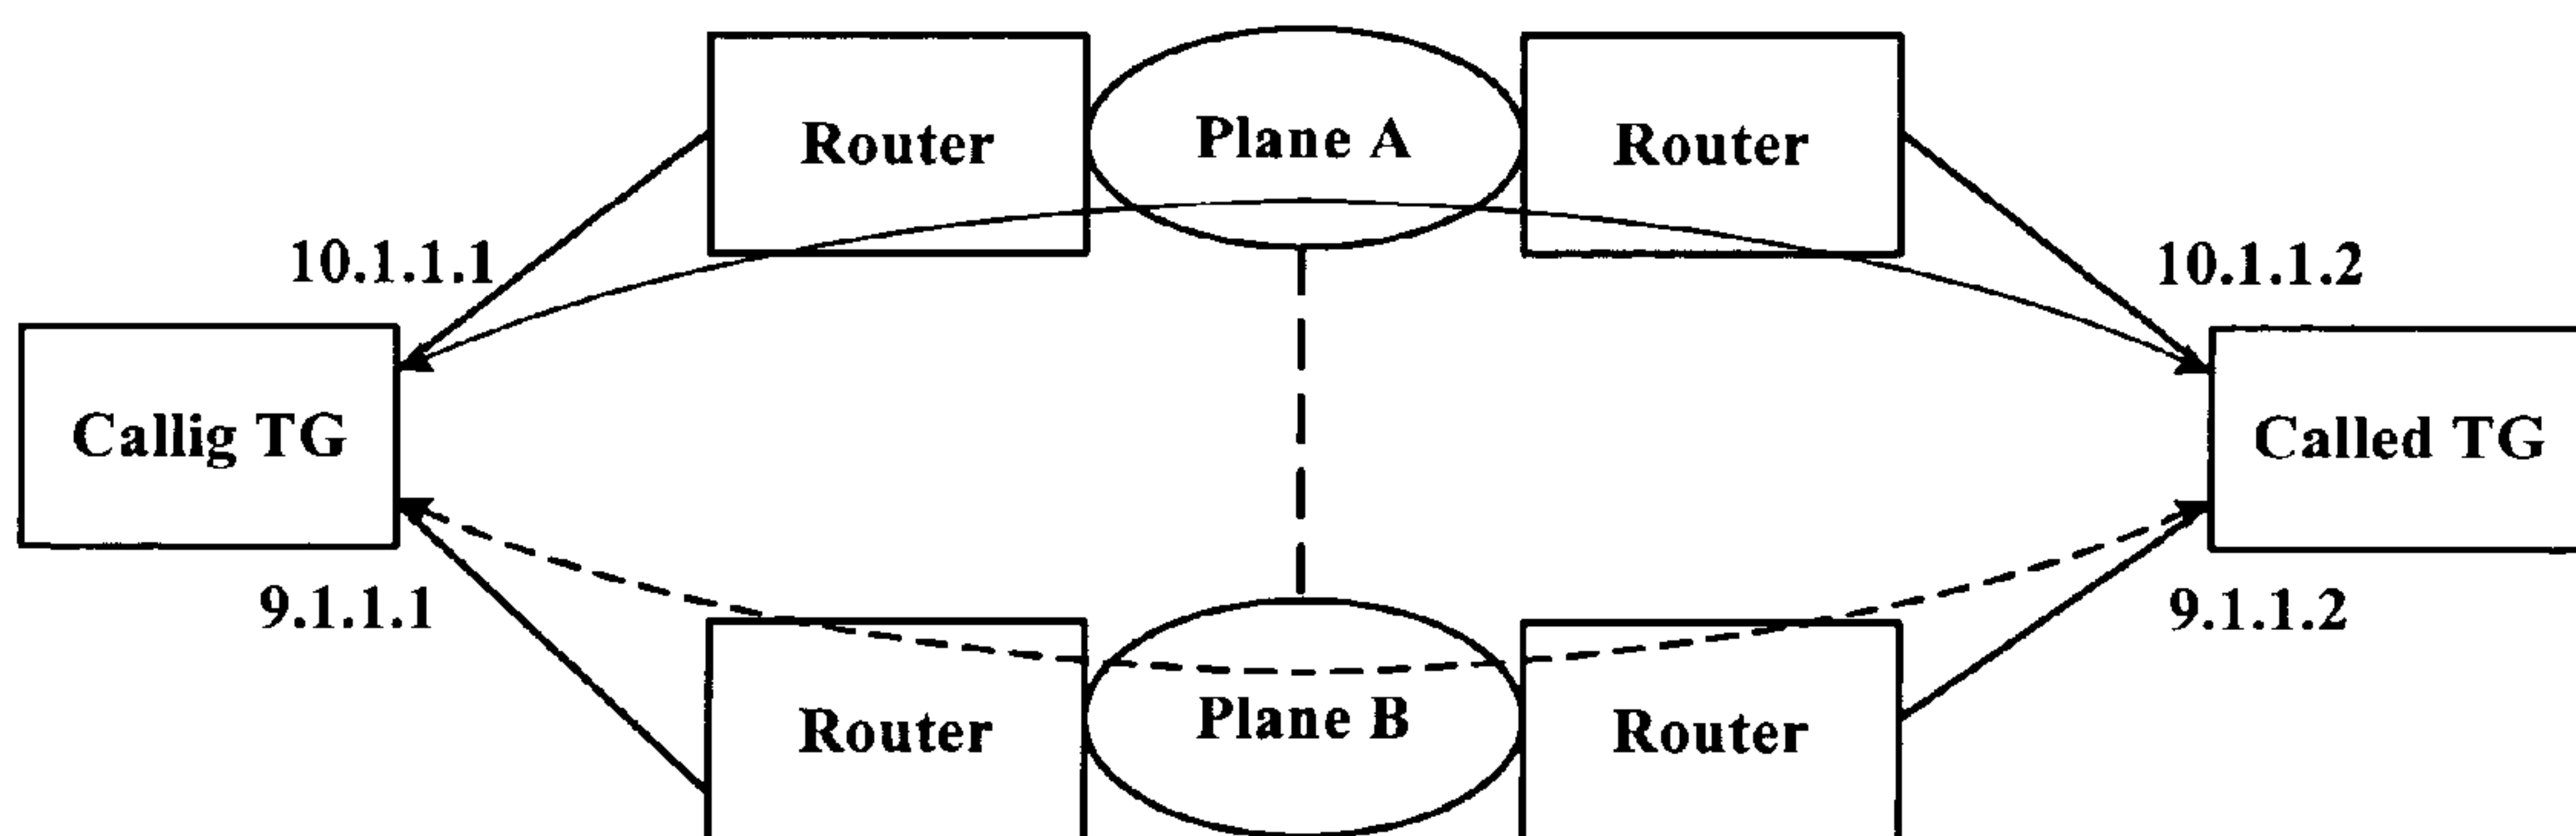 Router
Plane A
Router
10.1.1.1
10.1.1.2
Callig TG
Called TG
9.1.1.1
9.1.1.2
Router
Plane B
Router